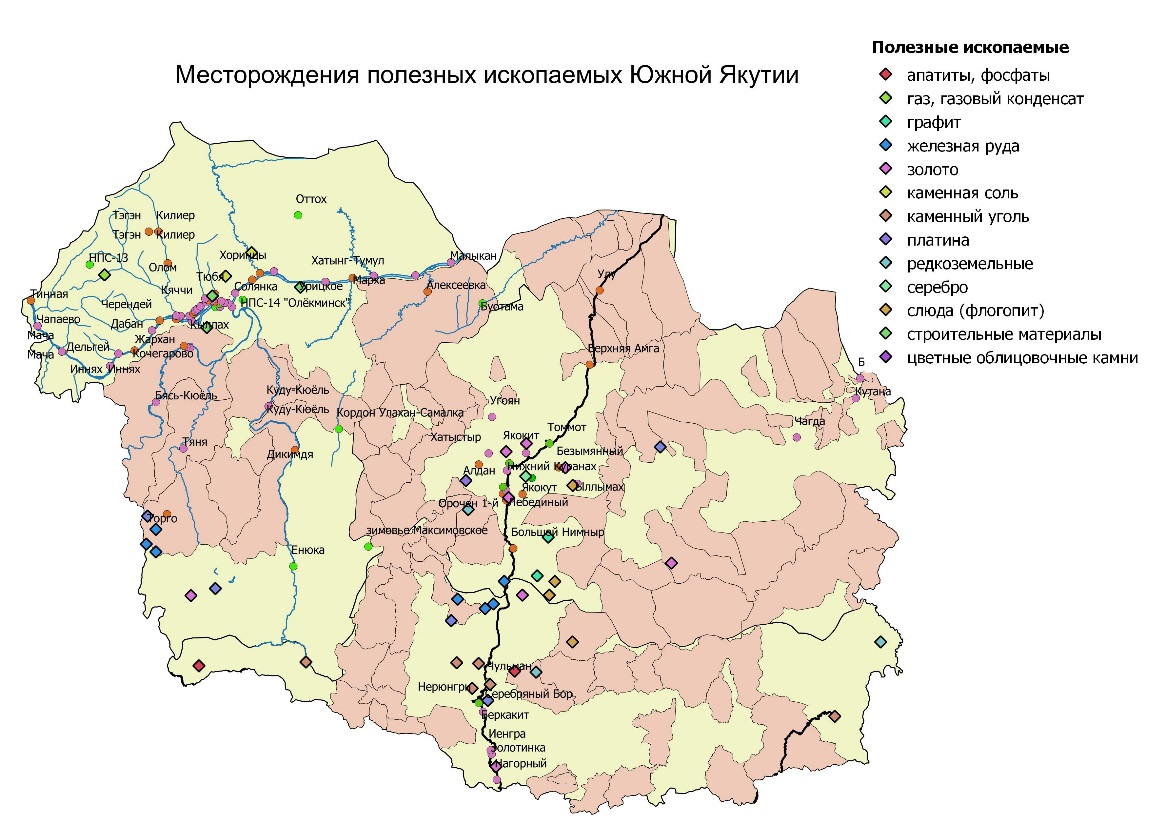 Полезные ископаемые
Месторождения полезных ископаемых Южной Якутии
апатиты, фосфаты
газ, газовый конденсат
графит
железная руда
золото
каменная соль
каменный уголь
платина
редкоземельные
серебро
слюда (флогопит)
строительные материалы
цветные облицовочные камни
Оттох
Тэгэн
Килиер
Тэгэн
Килиер
НПС-13
Олом
Хоринцы
Хатынг-Тумул
Малыкан
Тюбя
Солянка
Урицкое
Марха
Алексеевка
Тинная
Кяччи
НПС-14 "Олёкминск"
Черендей
Буотама
Чапаево
Дабан
Кыллах
Мача
Мача
Дельгей
Жархан
Кочегарово
Иннях
Иннях
Улу
Верхняя Амга
Б
Кутана
Бясь-Кюёль
Куду-Кюёль
Куду-Кюёль
Кордон Улахан-Самалка
Угоян
Чагда
Тяня
Хатыстыр
Якокит
Томмот
Дикимдя
Безымянный
Алдан
Нижний Куранах
Якокут
Ыллымах
Орочен 1-й
Лебединый
Торго
зимовье Максимовское
Большой Нимныр
Енюка
Чульман
Нерюнгри
Серебряный Бор
Беркакит
Иенгра
Золотинка
Нагорный